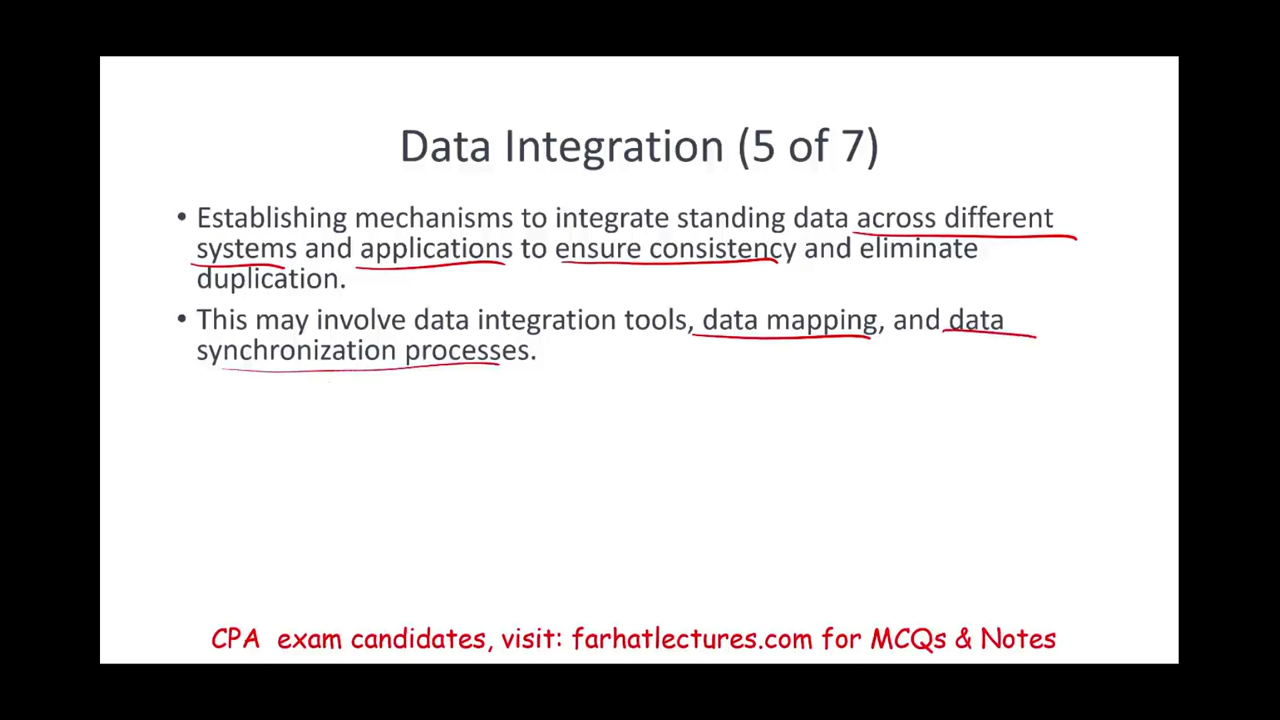 Data Integration (5 of 7)
• Establishing mechanisms to integrate standing data across different
systems and applications to ensure consistency and eliminate
duplication.
• This may involve data integration tools, data mapping, and data
synchronization processes.
CPA exam candidates, visit: farhatlectures.com for MCQs & Notes